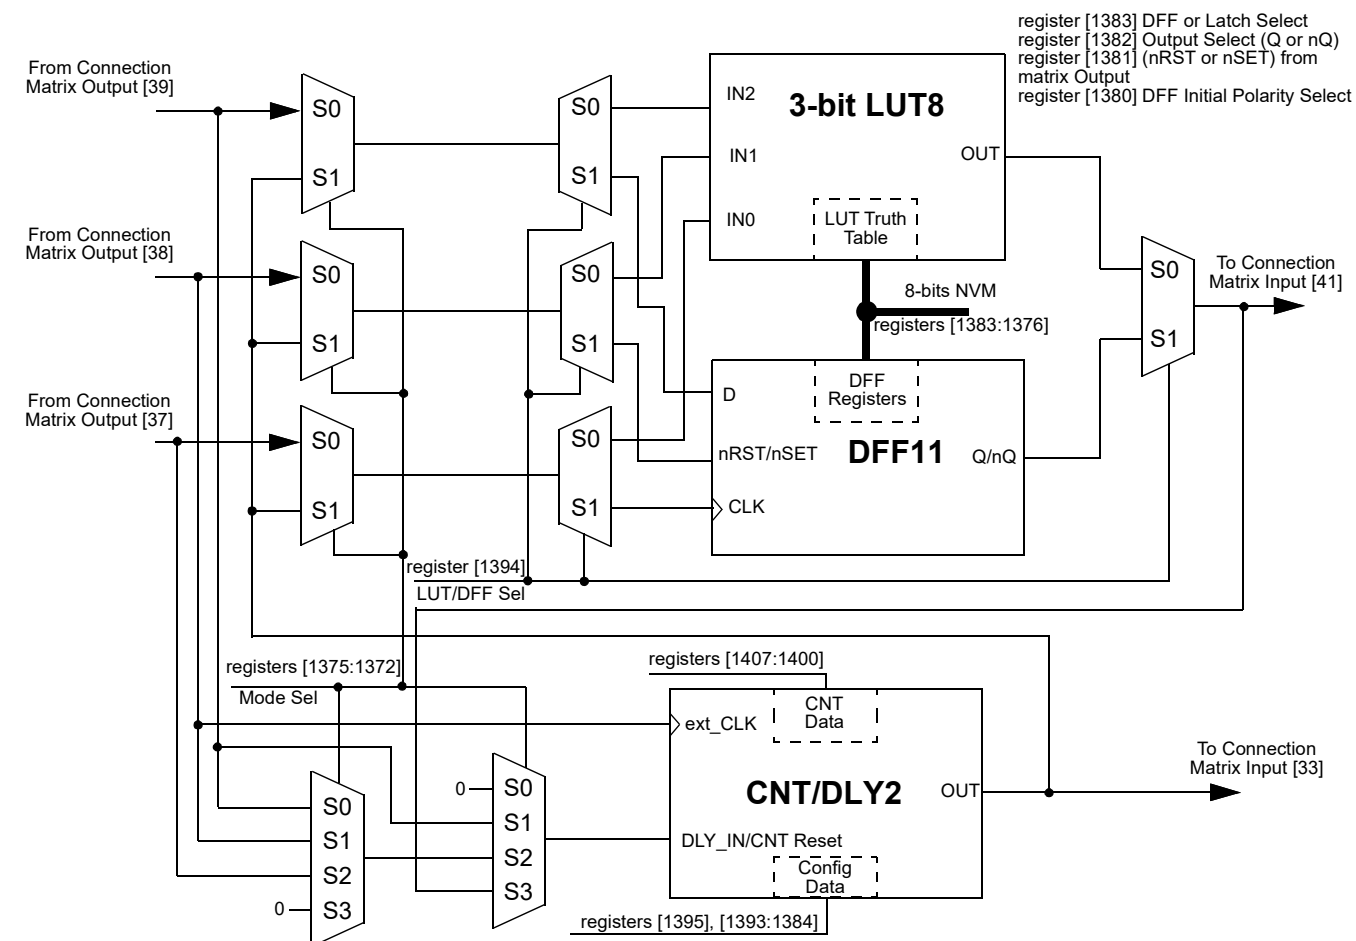 register [1383] DFF or Latch Select
register [1382] Output Select (Q or nQ)
register [1381] (nRST or nSET) from
matrix Output
register [1380] DFF Initial Polarity Select
From Connection
Matrix Output [39]
S0
S1
S0
S1
IN2
3-bit LUT8
IN1
OUT
IN0
LUT Truth
Table
From Connection
Matrix Output [38]
S0
S1
S0
S1
8-bits NVM
registers [1383:1376]
S0
S1
To Connection
Matrix Input [41]
From Connection
Matrix Output [37]
S0
S1
S0
S1
D
DFF
Registers
nRST/nSET
DFF11
Q/nQ
CLK
register [1394]
LUT/DFF Sel
registers [1375:1372]
Mode Sel
registers [1407:1400]
CNT
Data
ext_CLK
CNT/DLY2
OUT
To Connection
Matrix Input [33]
DLY_IN/CNT Reset
Config
Data
0
S0
S1
S2
S3
S0
S1
S2
0
S3
registers [1395], [1393:1384]